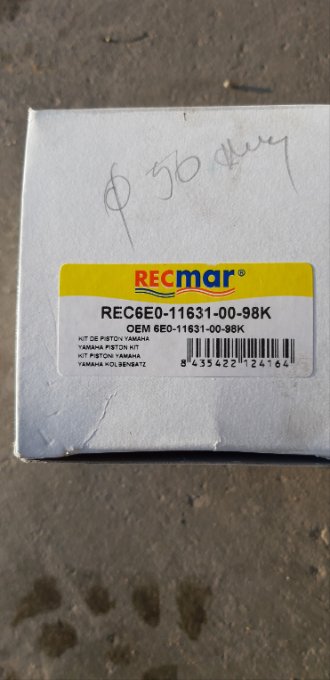 Φ 50
RECmar®
REC6E0-11631-00-98K
OEM 6E0-11631-00-98K
KIT DE PISTON YAMAHA
YAMAHA PISTON KIT
KIT PISTONI YAMAHA
YAMAHA KOLBENSATZ
8 435422 124164